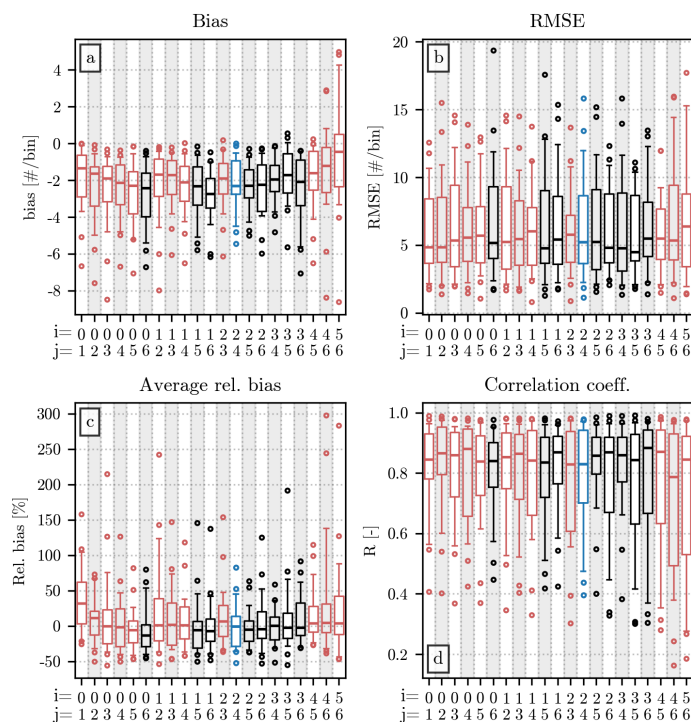 Bias
a
bias [#/bin]
4
2
0
−2
−4
−6
−8
i= 0 0 0 0 0 0 1 1 1 1 1 2 2 2 2 3 3 3 4 4 5
j= 1 2 3 4 5 6 2 3 4 5 6 3 4 5 6 4 5 6 5 6 6
RMSE
b
RMSE [#/bin]
20
15
10
5
0
i= 0 0 0 0 0 0 1 1 1 1 1 2 2 2 2 3 3 3 4 4 5
j= 1 2 3 4 5 6 2 3 4 5 6 3 4 5 6 4 5 6 5 6 6
Average rel. bias
c
Rel. bias [%]
300
250
200
150
100
50
0
−50
i= 0 0 0 0 0 0 1 1 1 1 1 2 2 2 2 3 3 3 4 4 5
j= 1 2 3 4 5 6 2 3 4 5 6 3 4 5 6 4 5 6 5 6 6
Correlation coeff.
d
R [-]
1.0
0.8
0.6
0.4
0.2
i= 0 0 0 0 0 0 1 1 1 1 1 2 2 2 2 3 3 3 4 4 5
j= 1 2 3 4 5 6 2 3 4 5 6 3 4 5 6 4 5 6 5 6 6